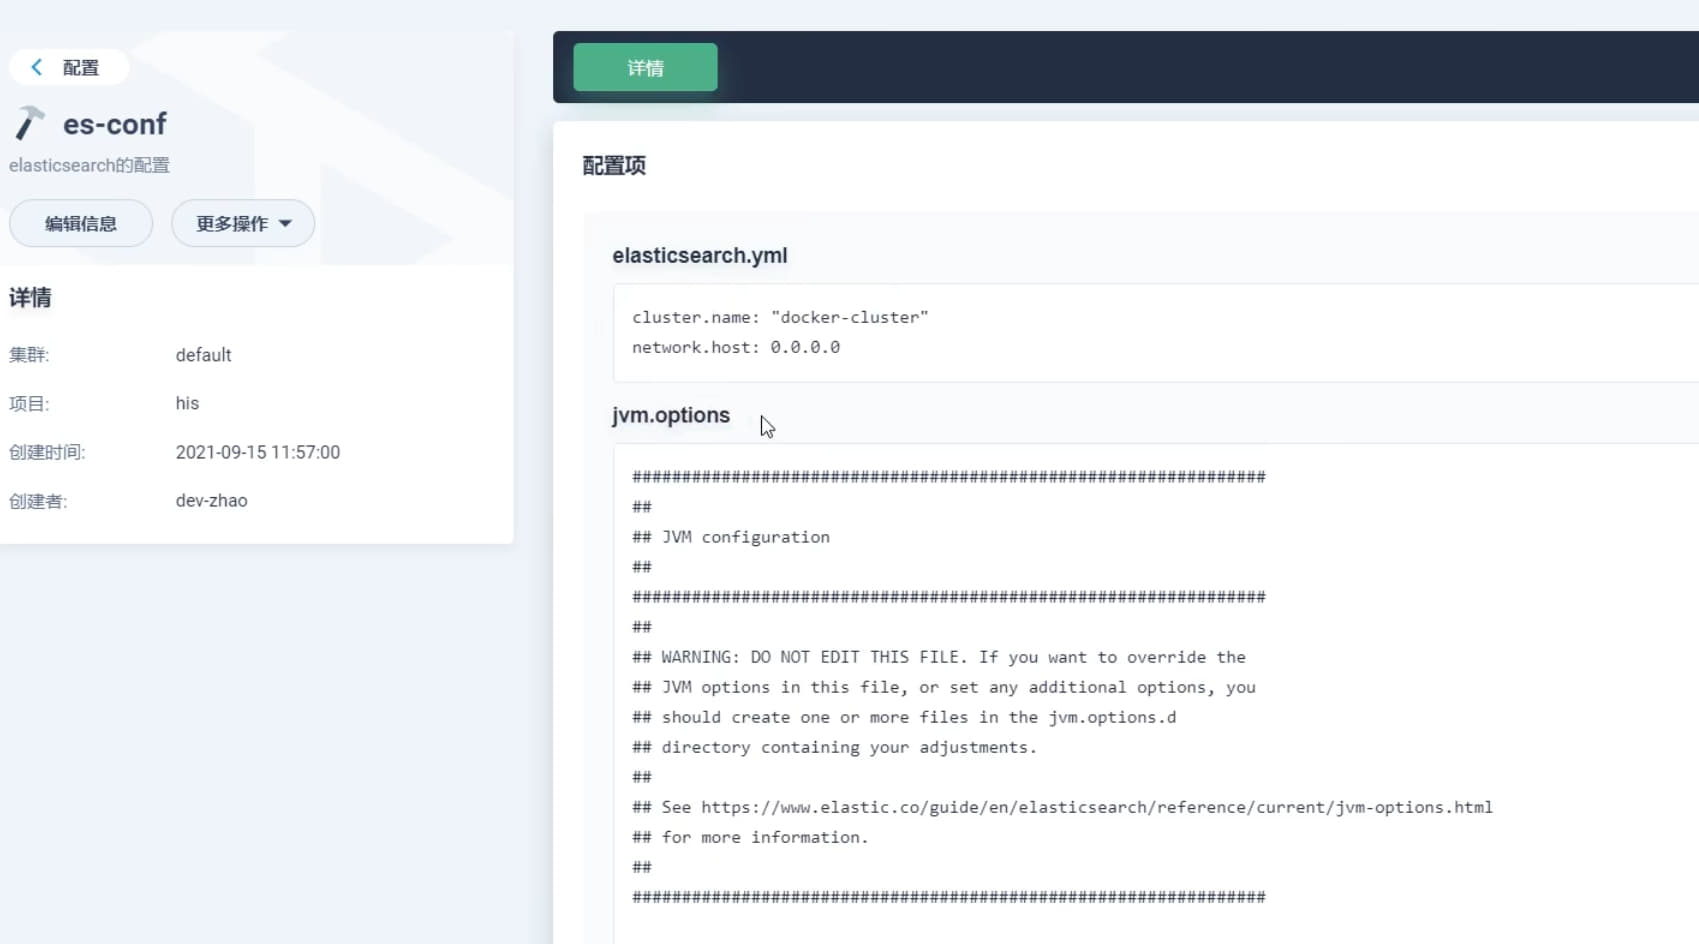 配置
es-conf
elasticsearch的配置
编辑信息
更多操作
详情
集群:
default
项目:
his
创建时间:
2021-09-15 11:57:00
创建者:
dev-zhao
详情
配置项
elasticsearch.yml
cluster.name: "docker-cluster"
network.host: 0.0.0.0
jvm.options
################################################################
##
## JVM configuration
##
################################################################
##
## WARNING: DO NOT EDIT THIS FILE. If you want to override the
## JVM options in this file, or set any additional options, you
## should create one or more files in the jvm.options.d
## directory containing your adjustments.
##
## See https://www.elastic.co/guide/en/elasticsearch/reference/current/jvm-options.html
## for more information.
##
################################################################